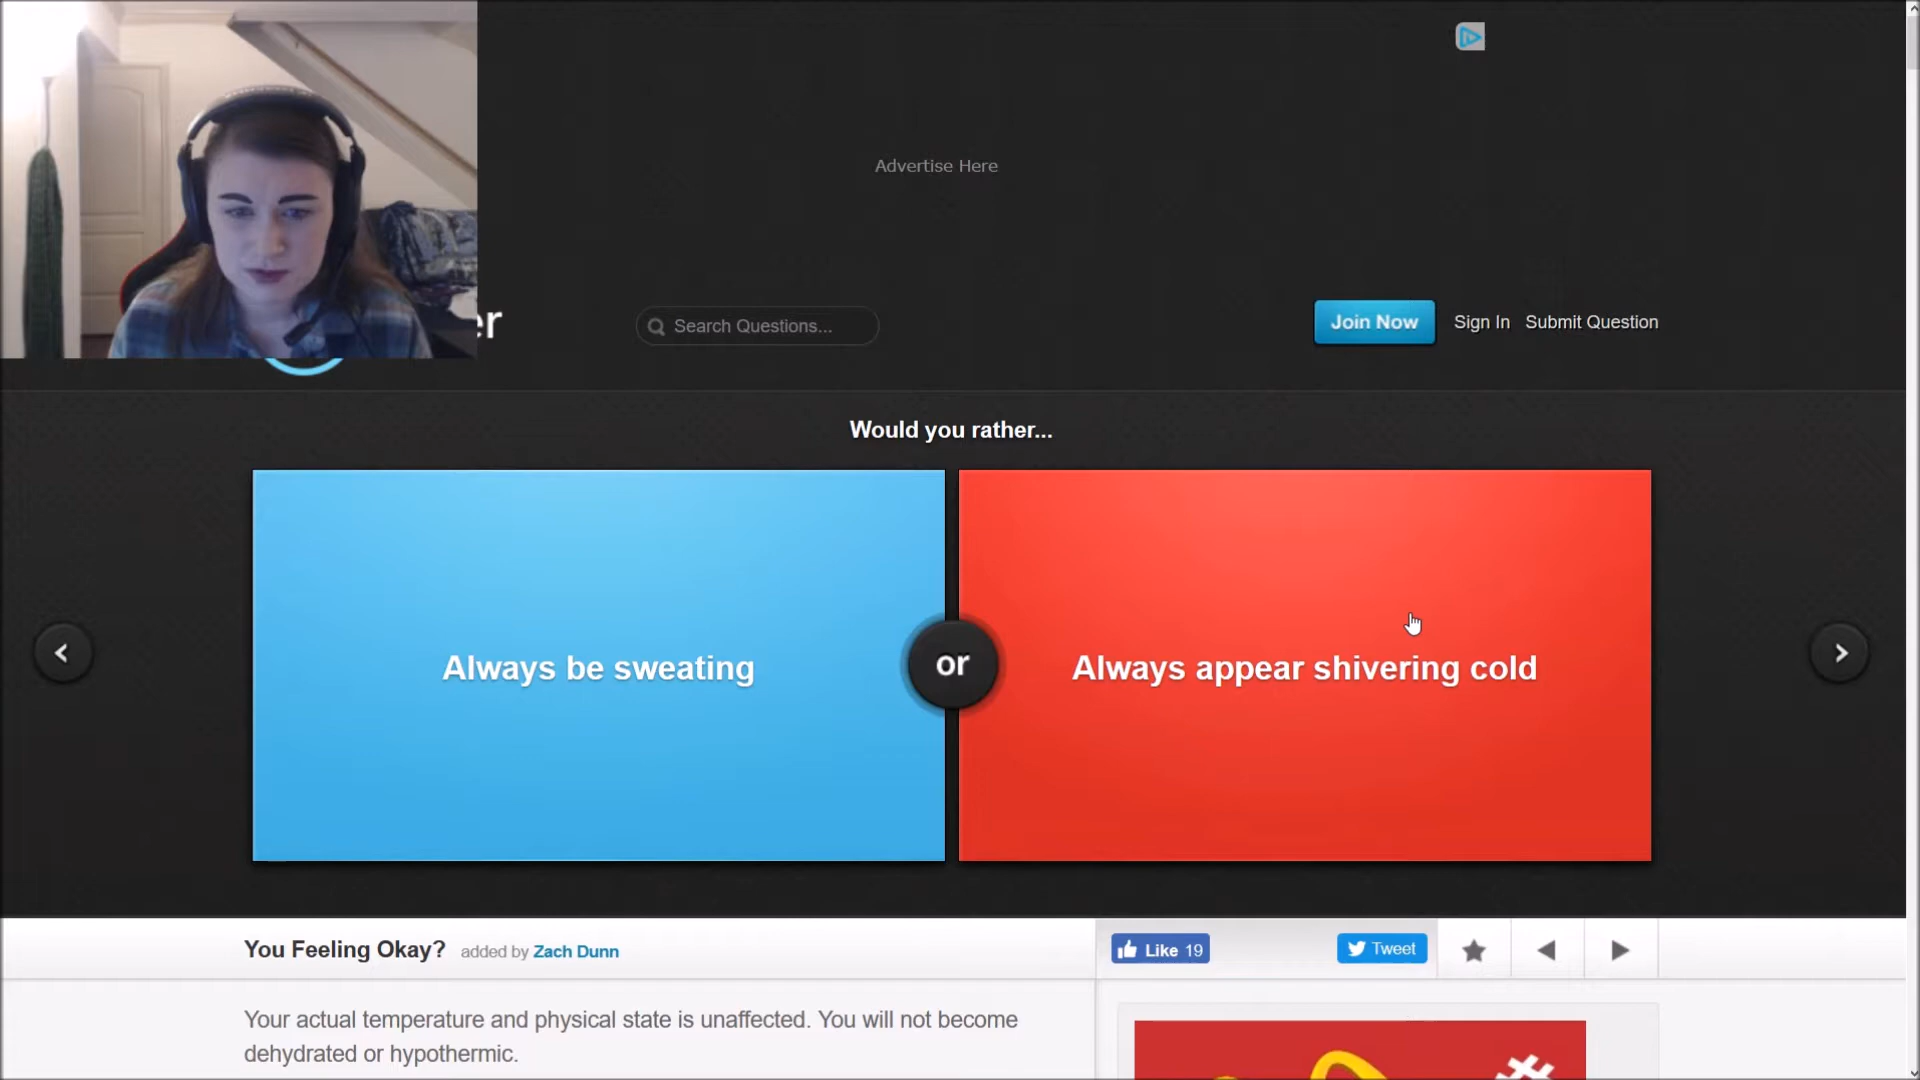 Advertise Here
er
Search Questions...
Join Now
Sign In
Submit Question
Would you rather...
Always be sweating
or
Always appear shivering cold
You Feeling Okay? added by Zach Dunn
Like 19
Tweet
Your actual temperature and physical state is unaffected. You will not become
dehydrated or hypothermic.